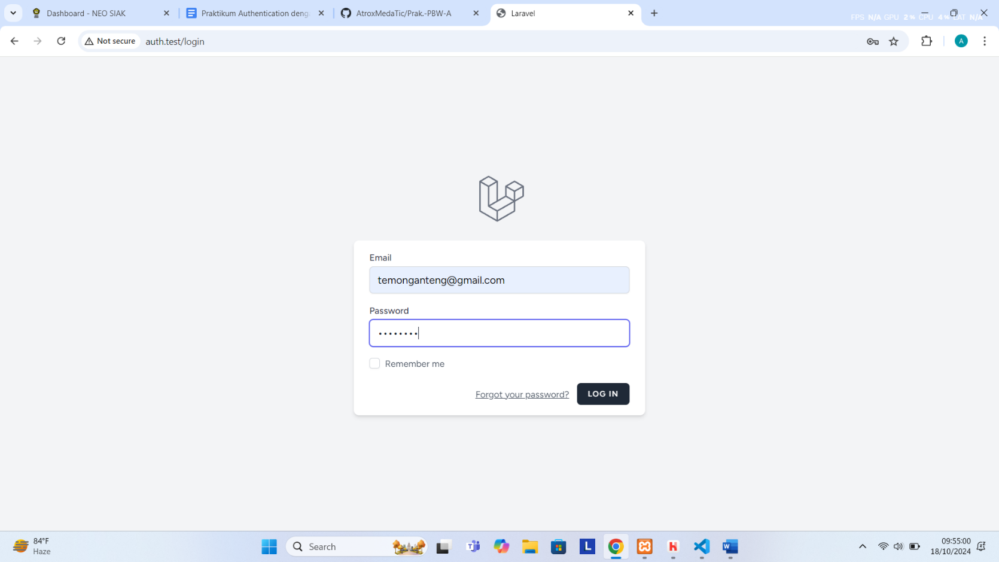 Dashboard - NEO SIAK
Praktikum Authentication deng
AtroxMedaTic/Prak.-PBW-A
Laravel
FPS N/A GPU 2% CPU 4% LAT N/A
Not secure
auth.test/login
A
Email
temonganteng@gmail.com
Password
Remember me
Forgot your password?
LOG IN
84°F
Haze
Search
L
09:55:00
18/10/2024